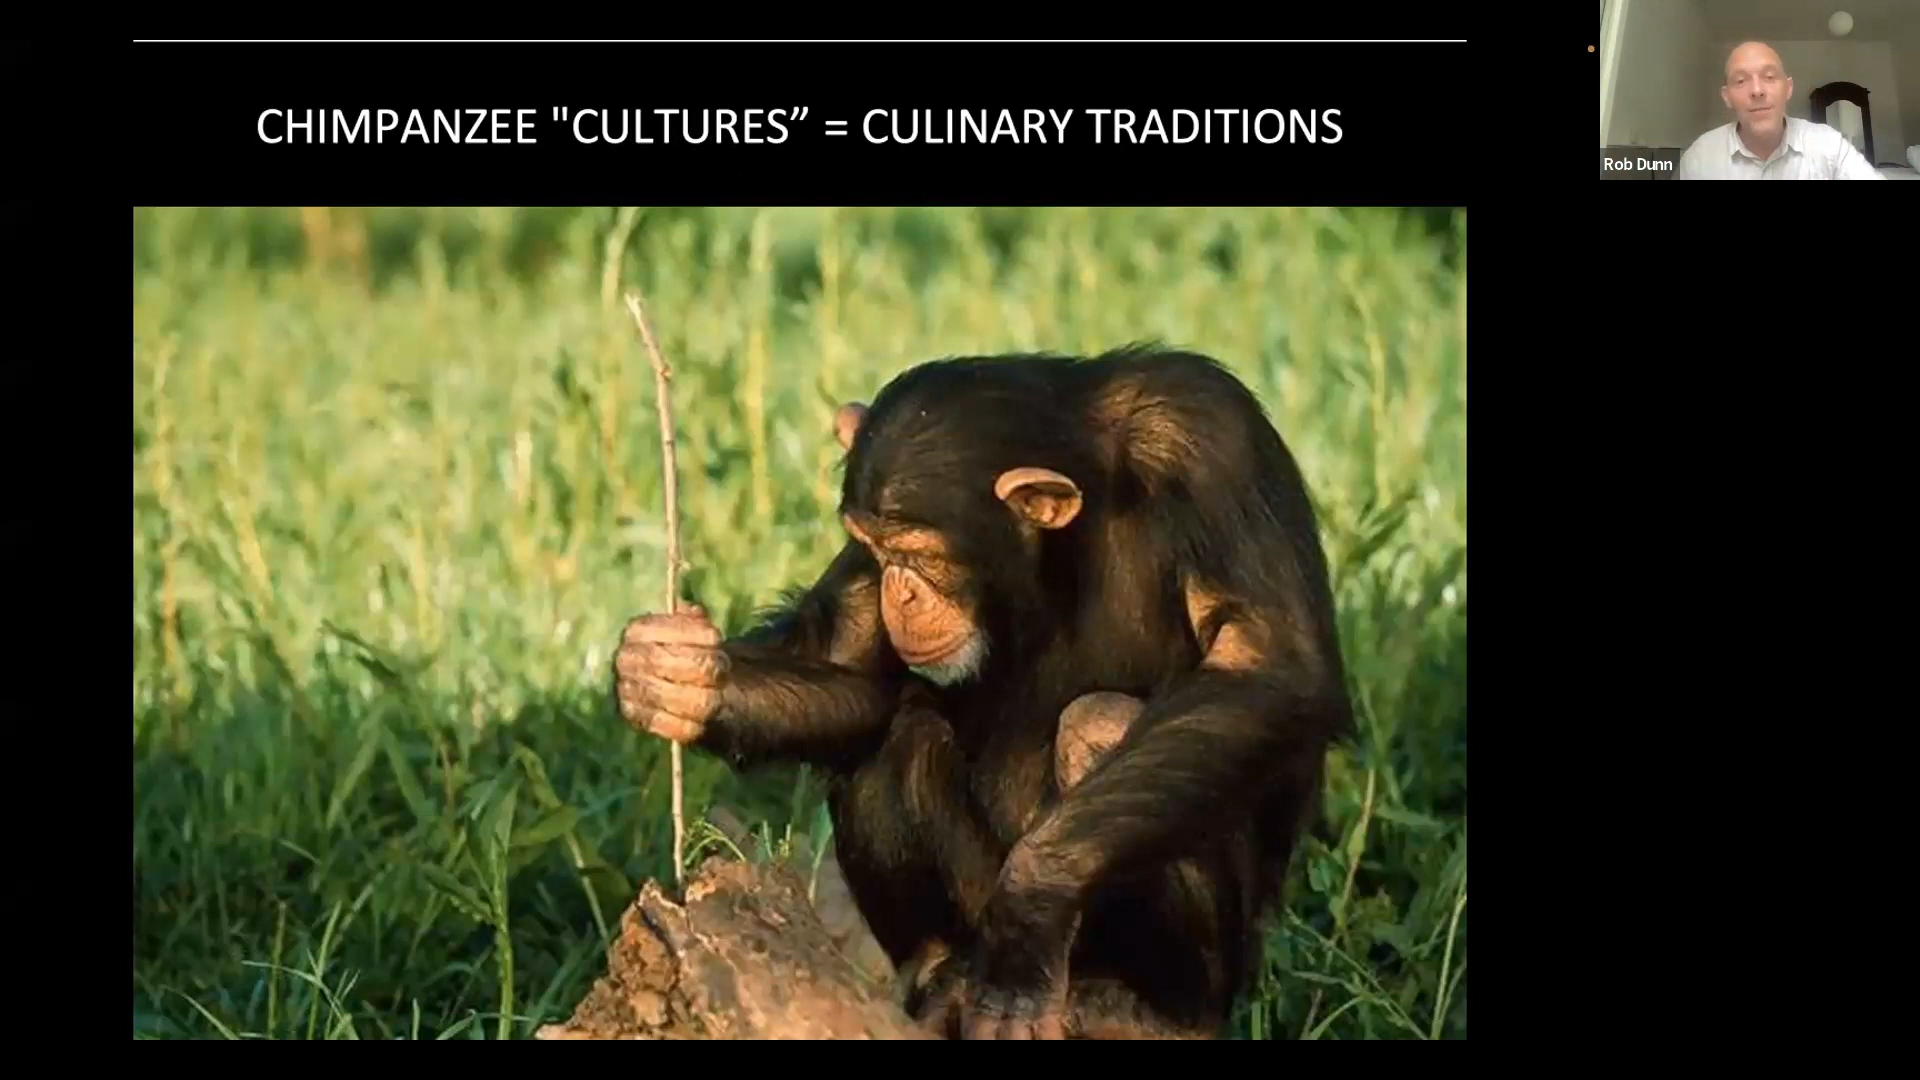 CHIMPANZEE "CULTURES” = CULINARY TRADITIONS
Rob Dunn